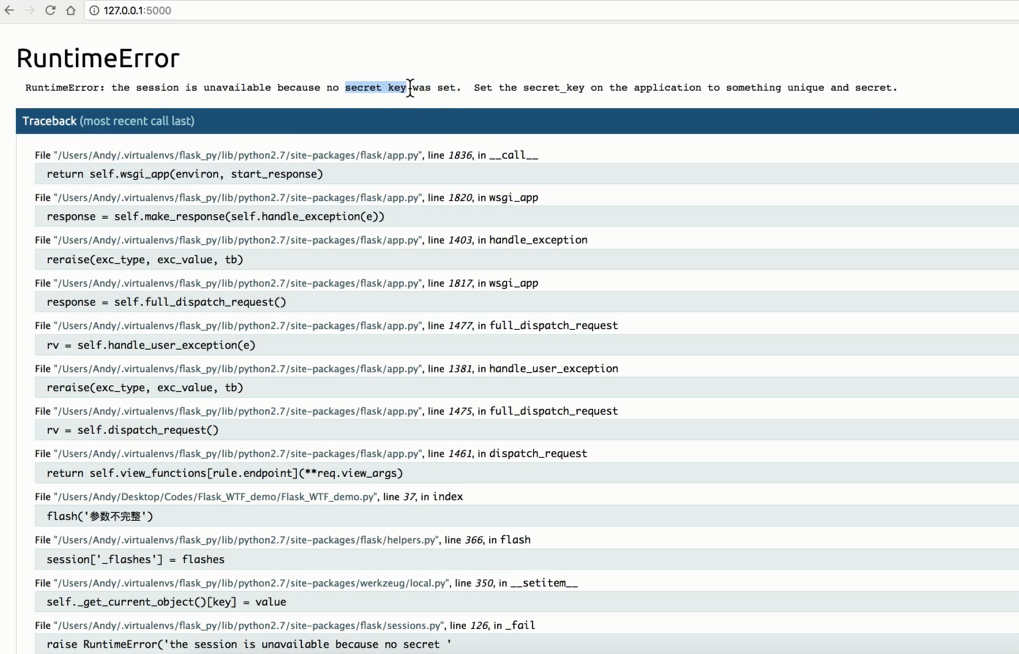 127.0.0.1:5000
RuntimeError
RuntimeError: the session is unavailable because no secret key was set.  Set the secret_key on the application to something unique and secret.
Traceback (most recent call last)
File "/Users/Andy/.virtualenvs/flask_py/lib/python2.7/site-packages/flask/app.py", line 1836, in __call__
return self.wsgi_app(environ, start_response)
File "/Users/Andy/.virtualenvs/flask_py/lib/python2.7/site-packages/flask/app.py", line 1820, in wsgi_app
response = self.make_response(self.handle_exception(e))
File "/Users/Andy/.virtualenvs/flask_py/lib/python2.7/site-packages/flask/app.py", line 1403, in handle_exception
reraise(exc_type, exc_value, tb)
File "/Users/Andy/.virtualenvs/flask_py/lib/python2.7/site-packages/flask/app.py", line 1817, in wsgi_app
response = self.full_dispatch_request()
File "/Users/Andy/.virtualenvs/flask_py/lib/python2.7/site-packages/flask/app.py", line 1477, in full_dispatch_request
rv = self.handle_user_exception(e)
File "/Users/Andy/.virtualenvs/flask_py/lib/python2.7/site-packages/flask/app.py", line 1381, in handle_user_exception
reraise(exc_type, exc_value, tb)
File "/Users/Andy/.virtualenvs/flask_py/lib/python2.7/site-packages/flask/app.py", line 1475, in full_dispatch_request
rv = self.dispatch_request()
File "/Users/Andy/.virtualenvs/flask_py/lib/python2.7/site-packages/flask/app.py", line 1461, in dispatch_request
return self.view_functions[rule.endpoint](**req.view_args)
File "/Users/Andy/Desktop/Codes/Flask_WTF_demo/Flask_WTF_demo.py", line 37, in index
flash('参数不完整')
File "/Users/Andy/.virtualenvs/flask_py/lib/python2.7/site-packages/flask/helpers.py", line 366, in flash
session['_flashes'] = flashes
File "/Users/Andy/.virtualenvs/flask_py/lib/python2.7/site-packages/werkzeug/local.py", line 350, in __setitem__
self._get_current_object()[key] = value
File "/Users/Andy/.virtualenvs/flask_py/lib/python2.7/site-packages/flask/sessions.py", line 126, in _fail
raise RuntimeError('the session is unavailable because no secret '